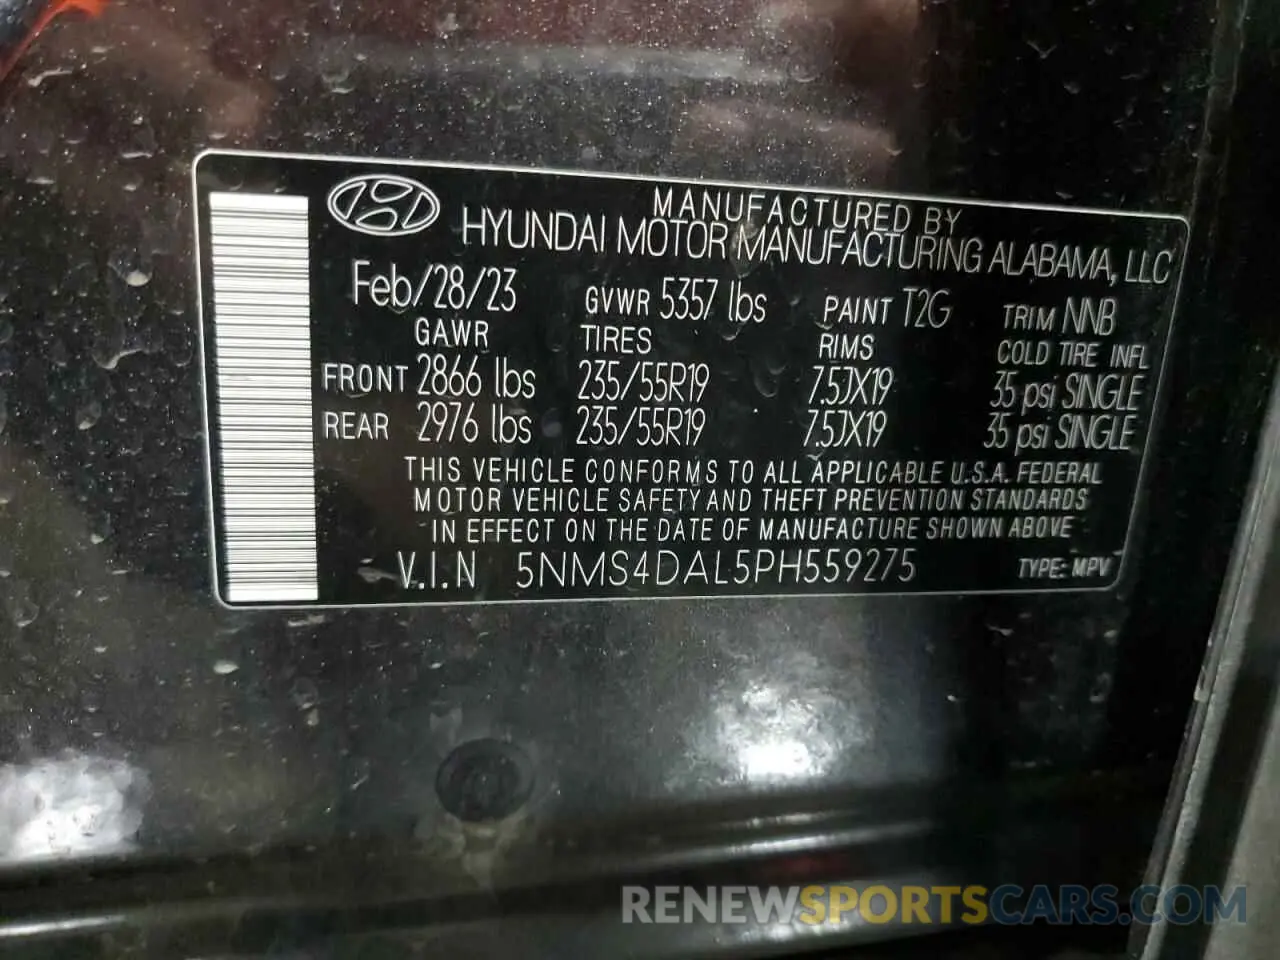 MANUFACTURED BY
HYUNDAI MOTOR MANUFACTURING ALABAMA, LLC
Feb/28/23 GVWR 5357 lbs PAINT T2G TRIM NNB
GAWR TIRES RIMS COLD TIRE INFL
FRONT 2866 lbs 235/55R19 7.5JX19 35 psi SINGLE
REAR 2976 lbs 235/55R19 7.5JX19 35 psi SINGLE
THIS VEHICLE CONFORMS TO ALL APPLICABLE U.S.A. FEDERAL
MOTOR VEHICLE SAFETY AND THEFT PREVENTION STANDARDS
IN EFFECT ON THE DATE OF MANUFACTURE SHOWN ABOVE
V.I.N 5NMS4DAL5PH559275 TYPE: MPV
RENEWSPORTSCARS.COM